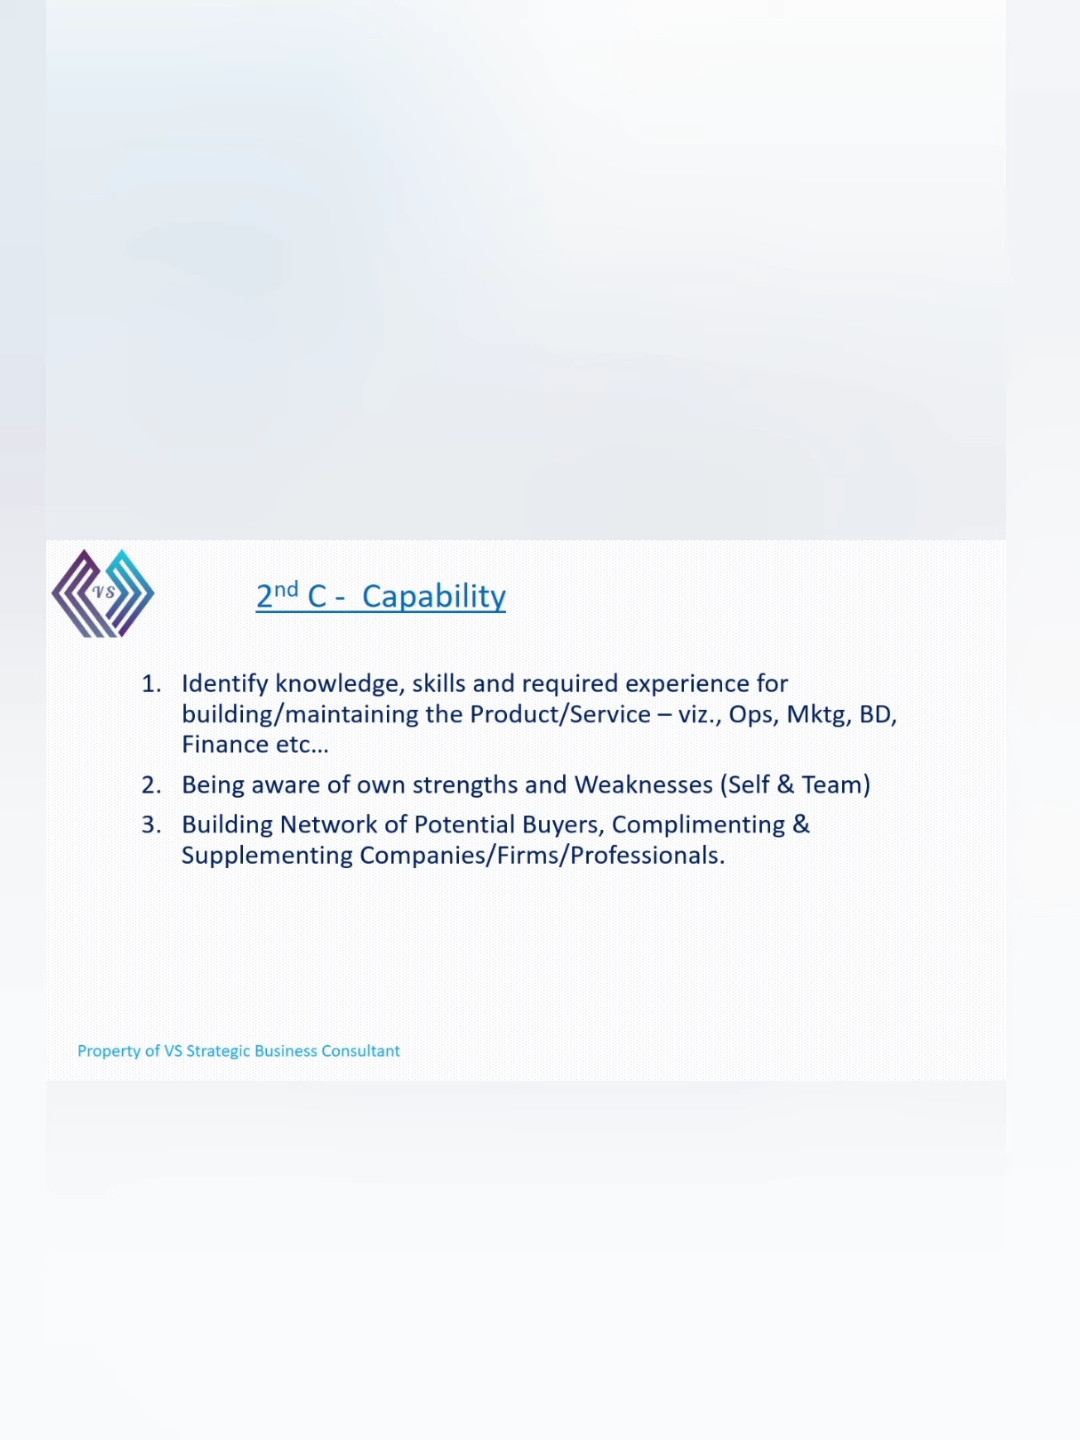 VS
2nd C -  Capability
1. Identify knowledge, skills and required experience for
building/maintaining the Product/Service – viz., Ops, Mktg, BD,
Finance etc...
2. Being aware of own strengths and Weaknesses (Self & Team)
3. Building Network of Potential Buyers, Complimenting &
Supplementing Companies/Firms/Professionals.
Property of VS Strategic Business Consultant